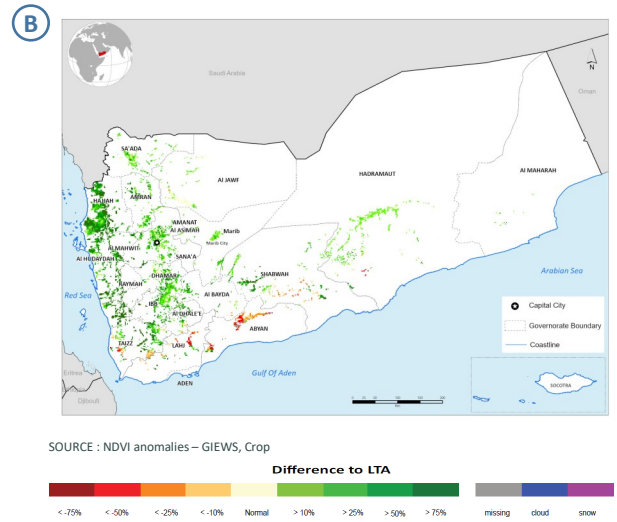 B
N
Saudi Arabia
Oman
SA'ADA
HADRAMAUT
Al MAHARAH
Al JAWF
HAJJAH
AMRAN
AMANAT
Al ASIMAH
Marib
Marib City
Al MAHWIT
SANA'A
Al HUDAYDAH
DHAMAR
SHABWAH
Arabian Sea
RAYMAH
Al BAYDA
Red Sea
IBB
Al DHALE'E
Capital City
ABYAN
Governorate Boundary
TAIZZ
LAHJ
Coastline
Eritrea
Gulf Of Aden
ADEN
SOCOTRA
Djibouti
SOURCE : NDVI anomalies – GIEWS, Crop
Difference to LTA
< -75% < -50% < -25% < -10% Normal > 10% > 25% > 50% > 75% missing cloud snow